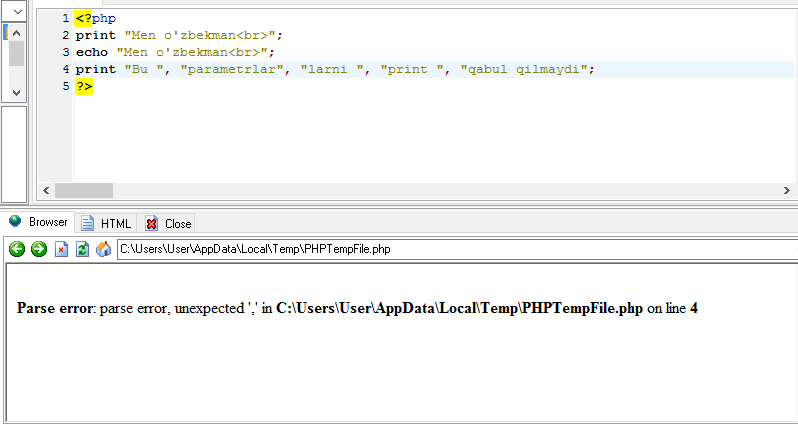 1 <?php
2 print "Men o'zbekman<br>";
3 echo "Men o'zbekman<br>";
4 print "Bu ", "parametrlar", "larni ", "print ", "qabul qilmaydi";
5 ?>
Browser HTML Close
C:\Users\User\AppData\Local\Temp\PHPTempFile.php
Parse error: parse error, unexpected ',' in C:\Users\User\AppData\Local\Temp\PHPTempFile.php on line 4